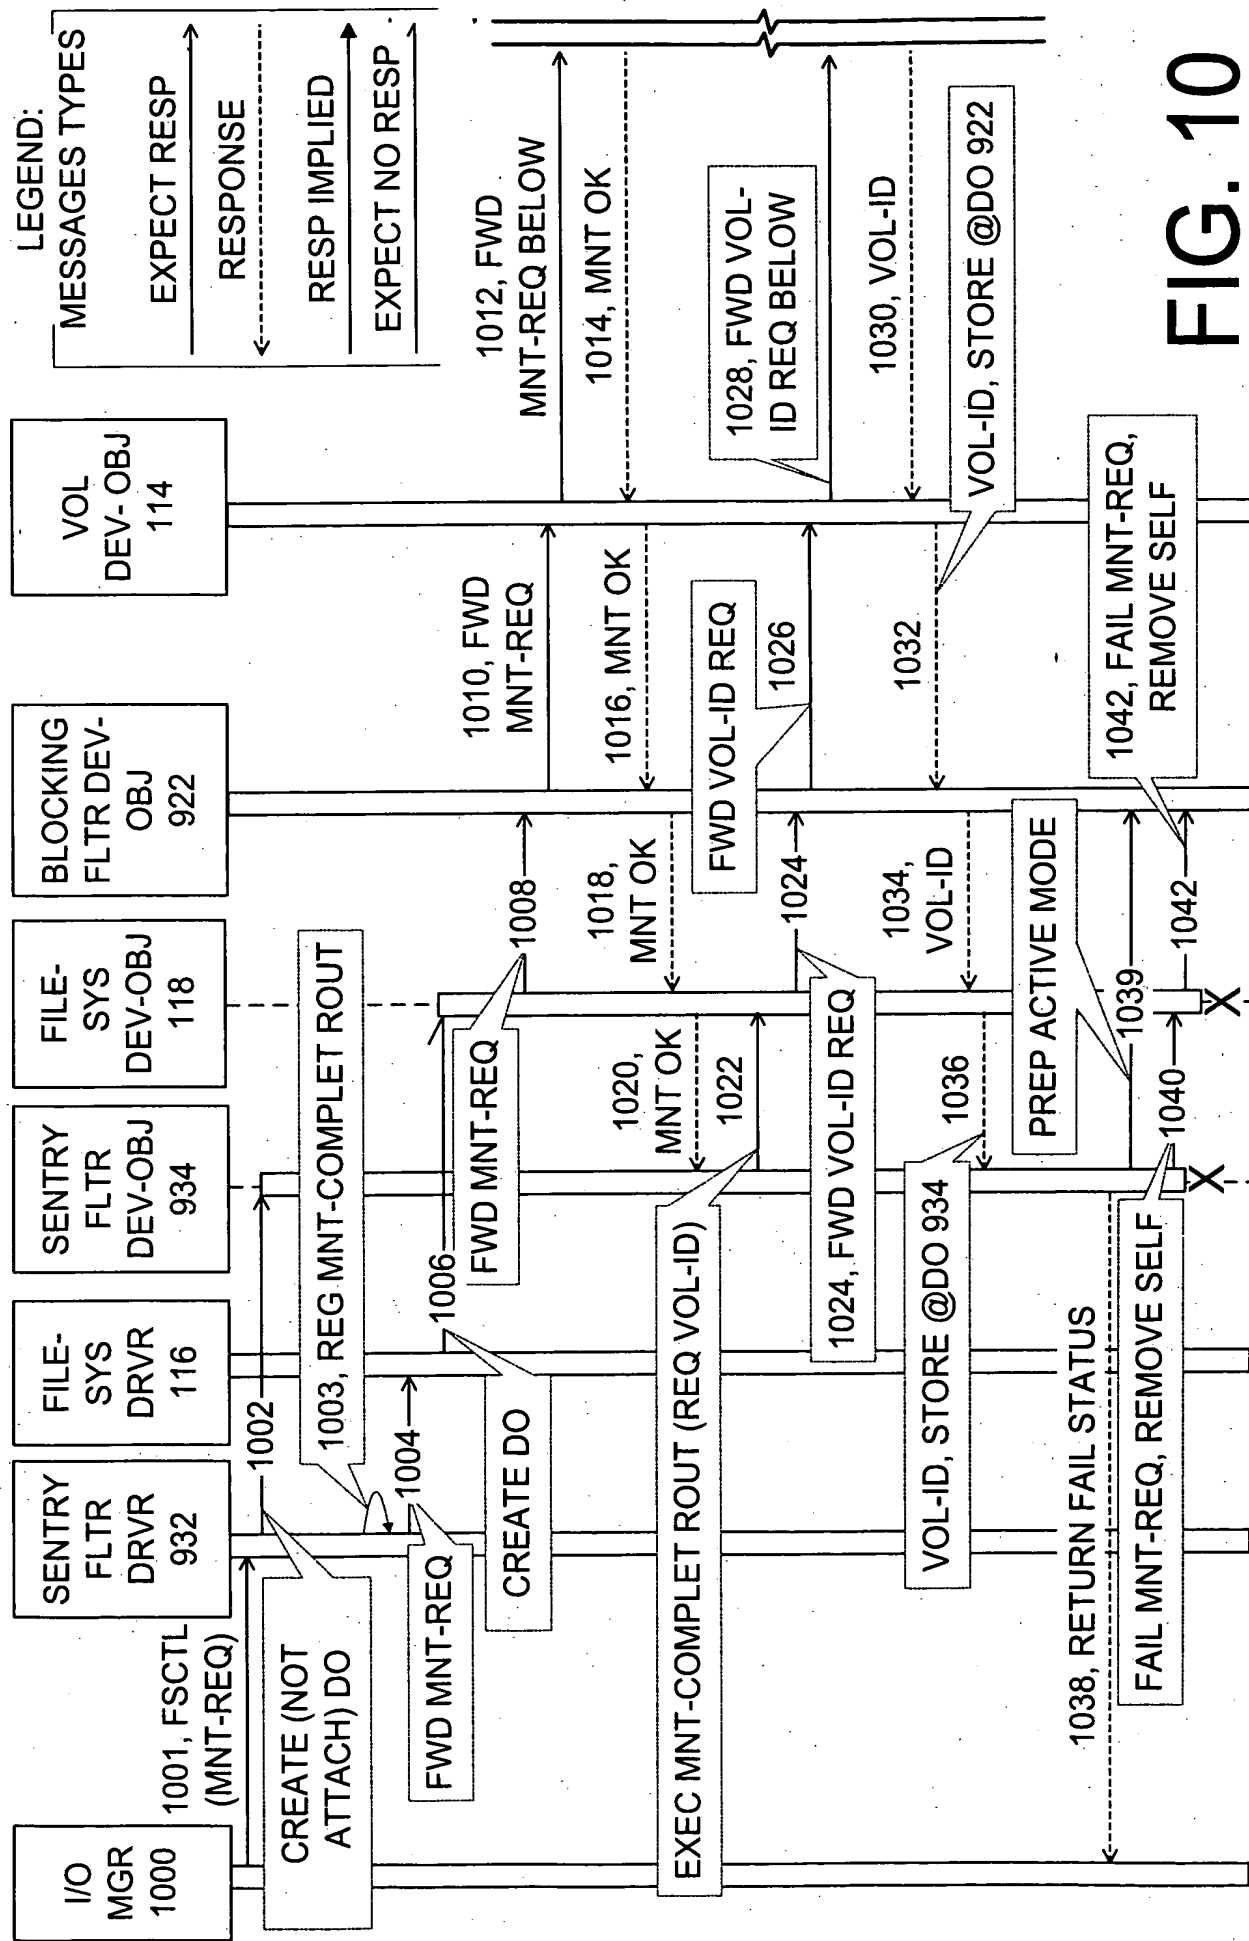 LEGEND:
MESSAGES TYPES
EXPECT RESP
RESPONSE
RESP IMPLIED
EXPECT NO RESP
I/O
MGR
1000
SENTRY
FLTR
DRVR
932
FILE-
SYS
DRVR
116
SENTRY
FLTR
DEV-OBJ
934
FILE-
SYS
DEV-OBJ
118
BLOCKING
FLTR DEV-
OBJ
922
VOL
DEV- OBJ
114
1001, FSCTL
(MNT-REQ)
1002
CREATE (NOT
ATTACH) DO
1003, REG MNT-COMPLET ROUT
1004
FWD MNT-REQ
1006
CREATE DO
1008
FWD MNT-REQ
1010, FWD
MNT-REQ
1012, FWD
MNT-REQ BELOW
1014, MNT OK
1016, MNT OK
1018,
MNT OK
1020,
MNT OK
1022
EXEC MNT-COMPLET ROUT (REQ VOL-ID)
1024
1024, FWD VOL-ID REQ
FWD VOL-ID REQ
1026
1028, FWD VOL-
ID REQ BELOW
1030, VOL-ID
1032
VOL-ID, STORE @DO 922
1034,
VOL-ID
1036
VOL-ID, STORE @DO 934
1038, RETURN FAIL STATUS
PREP ACTIVE MODE
1039
1040
FAIL MNT-REQ, REMOVE SELF
1042
1042, FAIL MNT-REQ,
REMOVE SELF
X
X
FIG. 10